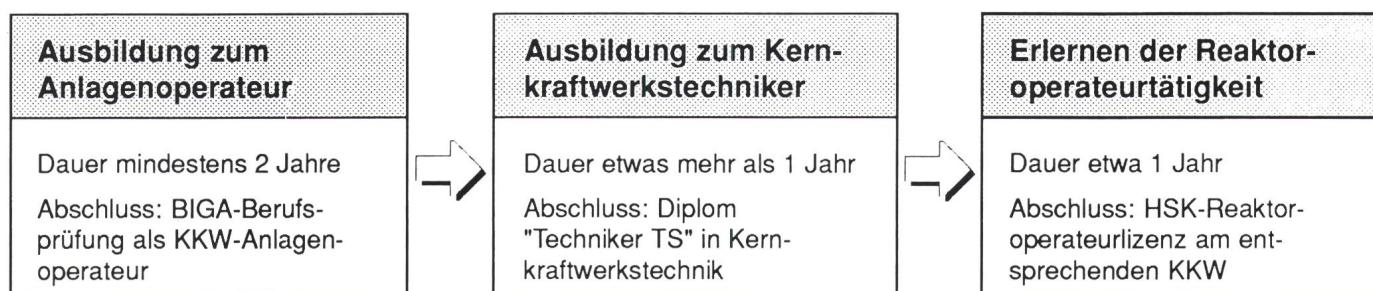 Ausbildung zum
Anlagenoperateur
Dauer mindestens 2 Jahre
Abschluss: BIGA-Berufs-
prüfung als KKW-Anlagen-
operateur
Ausbildung zum Kern-
kraftwerkstechniker
Dauer etwas mehr als 1 Jahr
Abschluss: Diplom
"Techniker TS" in Kern-
kraftwerkstechnik
Erlernen der Reaktor-
operateurtätigkeit
Dauer etwa 1 Jahr
Abschluss: HSK-Reaktor-
operateurlizenz am ent-
sprechenden KKW